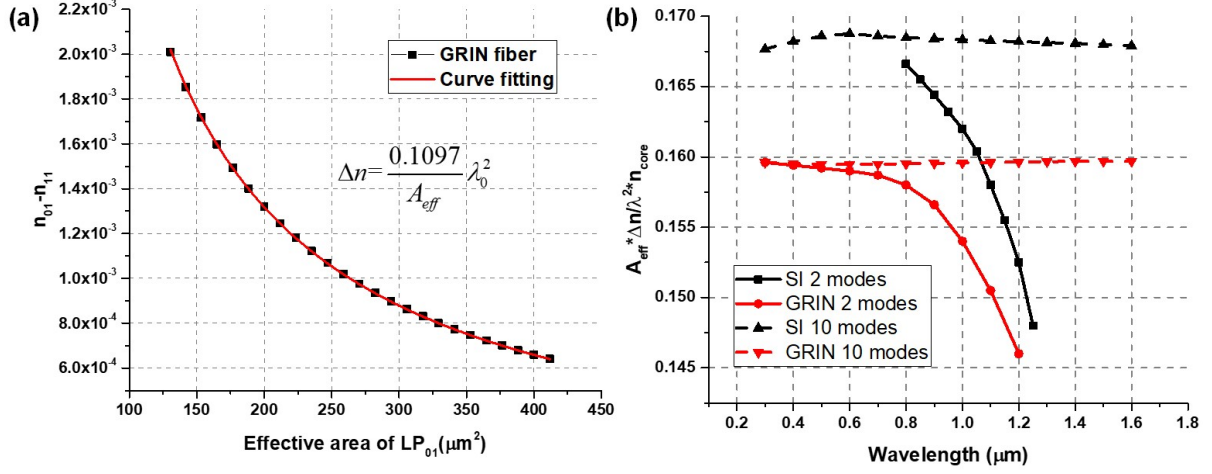 (a)
2.2x10⁻³
2.0x10⁻³
1.8x10⁻³
1.6x10⁻³
1.4x10⁻³
1.2x10⁻³
1.0x10⁻³
8.0x10⁻⁴
6.0x10⁻⁴
n₀₁-n₁₁
GRIN fiber
Curve fitting
Δn=0.1097/A_eff λ₀²
100 150 200 250 300 350 400 450
Effective area of LP₀₁(μm²)
(b)
0.170
0.165
0.160
0.155
0.150
0.145
A_eff*Δn/λ²*n_core
SI 2 modes
GRIN 2 modes
SI 10 modes
GRIN 10 modes
0.2 0.4 0.6 0.8 1.0 1.2 1.4 1.6 1.8
Wavelength (μm)